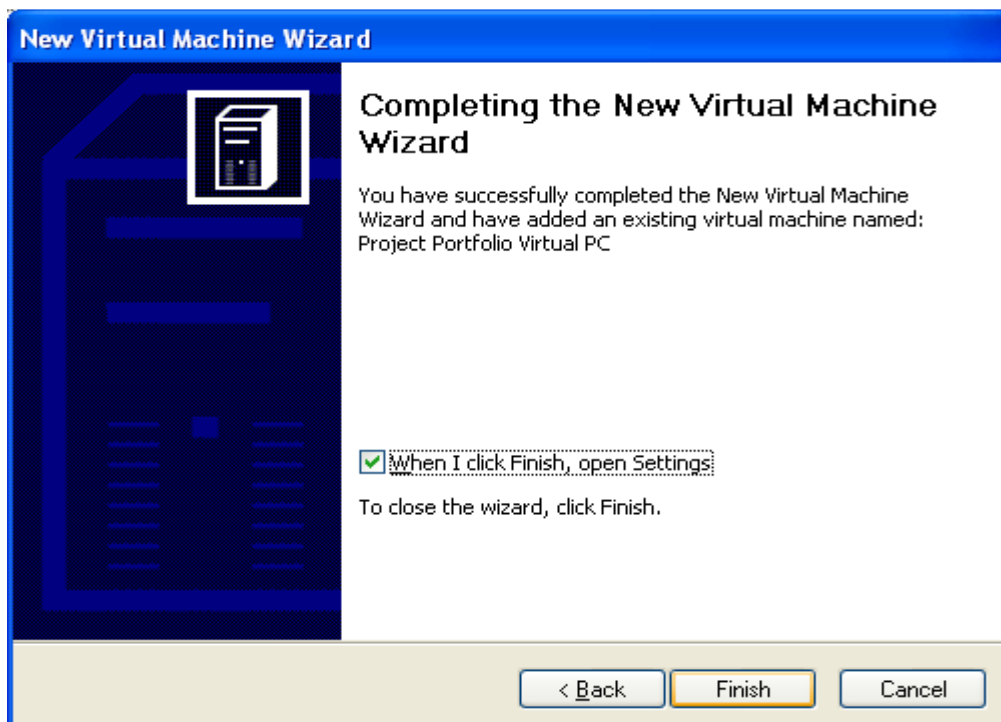 New Virtual Machine Wizard
Completing the New Virtual Machine
Wizard
You have successfully completed the New Virtual Machine
Wizard and have added an existing virtual machine named:
Project Portfolio Virtual PC
When I click Finish, open Settings
To close the wizard, click Finish.
< Back Finish Cancel